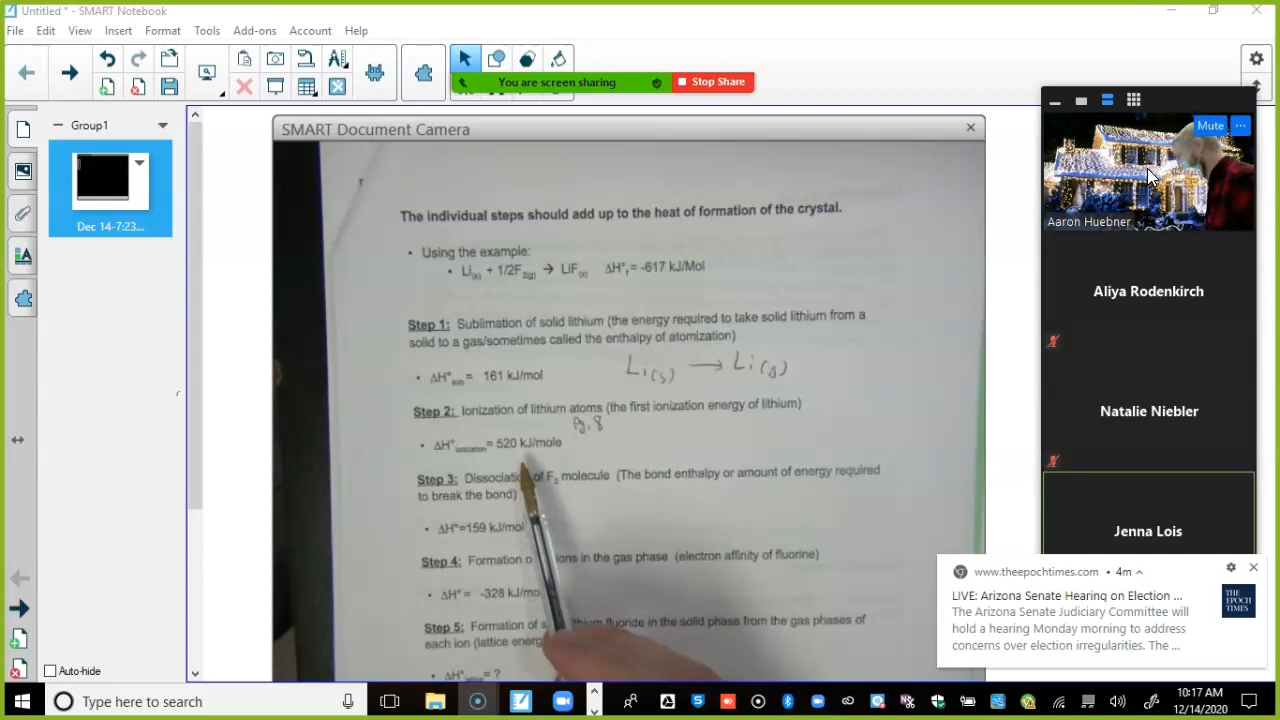 Untitled * - SMART Notebook
File Edit View Insert Format Tools Add-ons Account Help
You are screen sharing
Stop Share
Group1
Dec 14-7:23...
SMART Document Camera
The individual steps should add up to the heat of formation of the crystal.
• Using the example:
• Li(s) + 1/2F2(g) → LiF(s) ΔH°f = -617 kJ/Mol
Step 1: Sublimation of solid lithium (the energy required to take solid lithium from a
solid to a gas/sometimes called the enthalpy of atomization)
Li(s) → Li(g)
• ΔH°sub = 161 kJ/mol
Step 2: Ionization of lithium atoms (the first ionization energy of lithium)
Pg. 8
• ΔH°ionization = 520 kJ/mole
Step 3: Dissociation of F2 molecule (The bond enthalpy or amount of energy required
to break the bond)
• ΔH°=159 kJ/mol
Step 4: Formation o ions in the gas phase (electron affinity of fluorine)
• ΔH° = -328 kJ/mo
Step 5: Formation of fluoride in the solid phase from the gas phases of
each ion (lattice energ
= ?
Mute
Aaron Huebner
Aliya Rodenkirch
Natalie Niebler
Jenna Lois
www.theepochtimes.com • 4m
LIVE: Arizona Senate Hearing on Election ...
The Arizona Senate Judiciary Committee will
hold a hearing Monday morning to address
concerns over election irregularities. The ...
THE
EPOCH
TIMES
Auto-hide
Type here to search
10:17 AM
12/14/2020